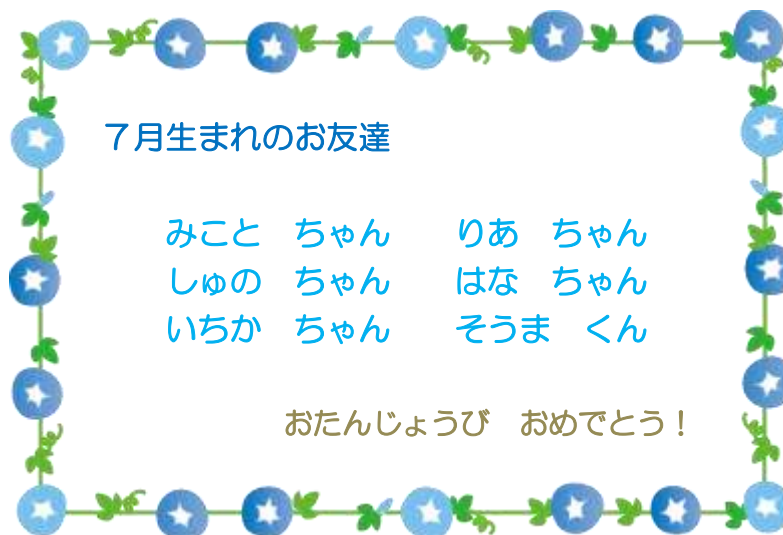 ７月生まれのお友達
みこと　ちゃん　　りあ　ちゃん
しゅの　ちゃん　　はな　ちゃん
いちか　ちゃん　　そうま　くん
おたんじょうび　おめでとう！